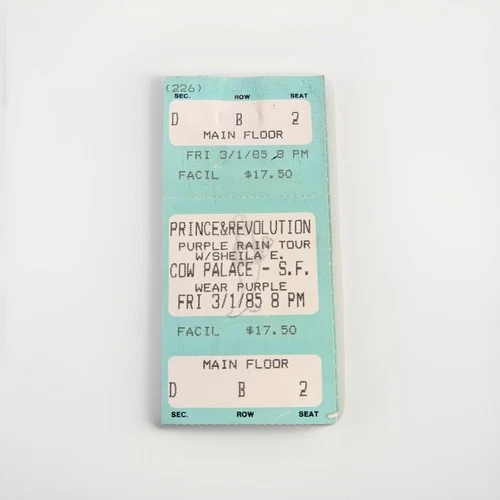 (226)
SEC. ROW SEAT
D B 2
MAIN FLOOR
FRI 3/1/85 8 PM
FACIL $17.50
PRINCE&REVOLUTION
PURPLE RAIN TOUR
W/SHEILA E.
COW PALACE - S.F.
WEAR PURPLE
FRI 3/1/85 8 PM
FACIL $17.50
MAIN FLOOR
D B 2
SEC. ROW SEAT